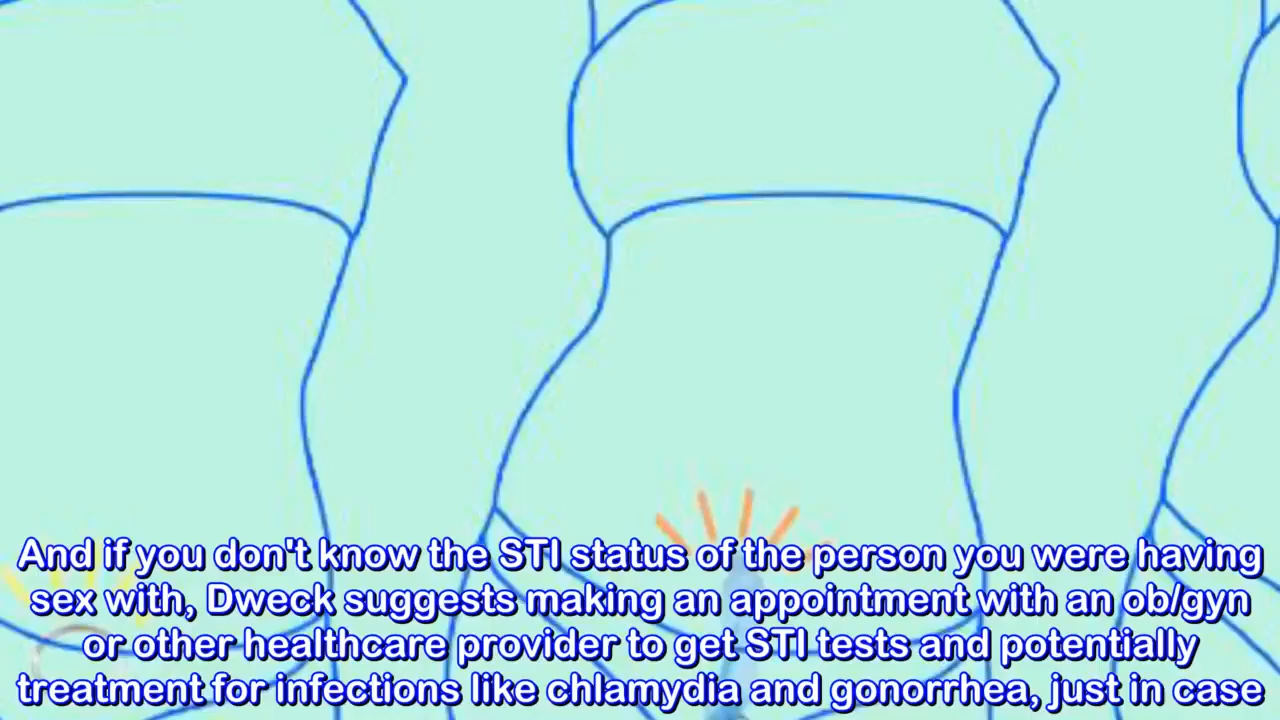 And if you don't know the STI status of the person you were having
sex with, Dweck suggests making an appointment with an ob/gyn
or other healthcare provider to get STI tests and potentially
treatment for infections like chlamydia and gonorrhea, just in case